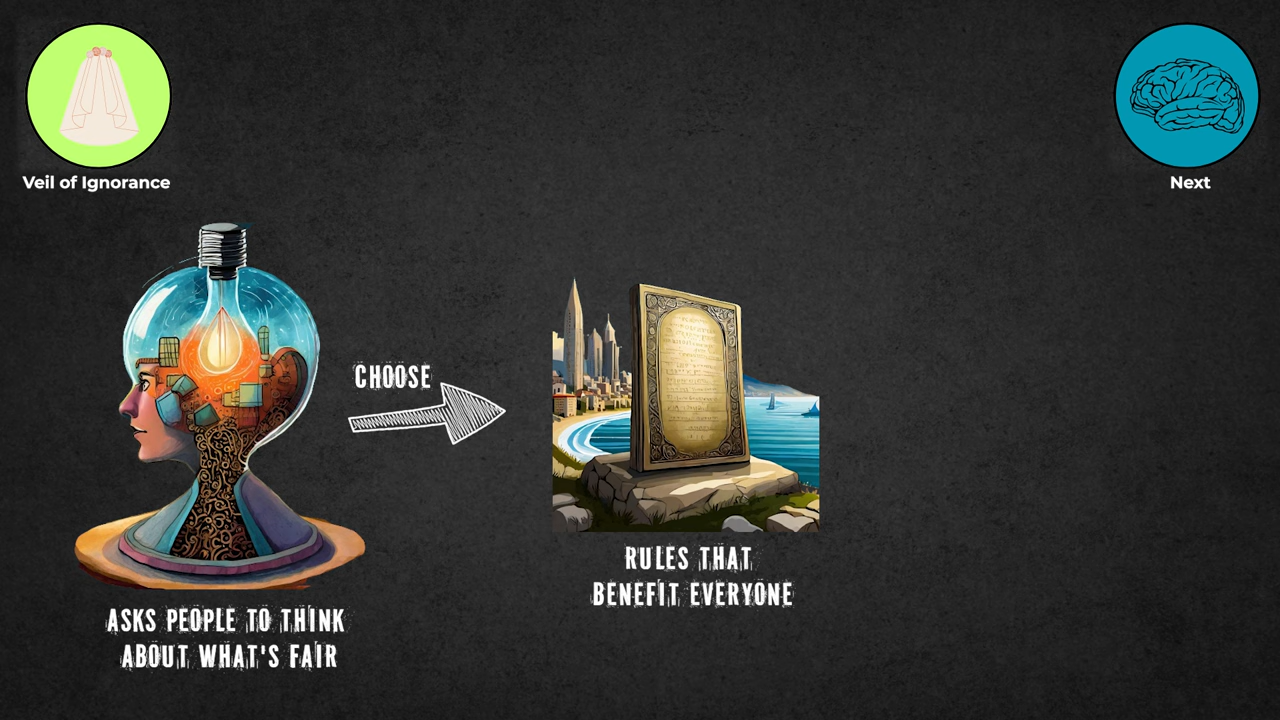 Veil of Ignorance
Next
CHOOSE
RULES THAT
BENEFIT EVERYONE
ASKS PEOPLE TO THINK
ABOUT WHAT'S FAIR